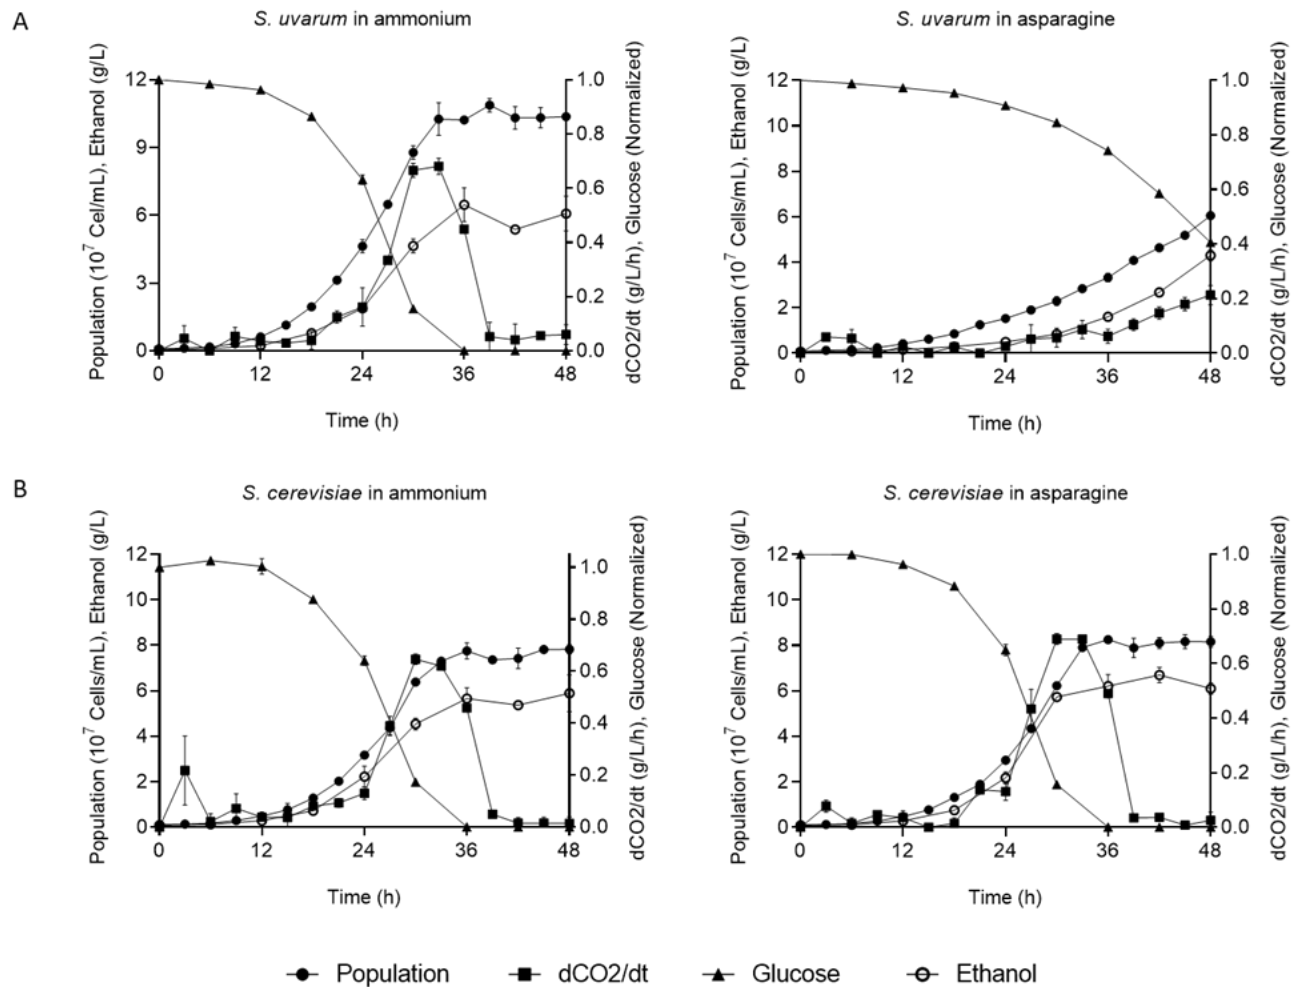 A
S. uvarum in ammonium
Population (10^7 Cel/mL), Ethanol (g/L)
12
9
6
3
0
1.0
0.8
0.6
0.4
0.2
0.0
dCO2/dt (g/L/h), Glucose (Normalized)
0 12 24 36 48
Time (h)
S. uvarum in asparagine
Population (10^7 Cells/mL), Ethanol (g/L)
12
10
8
6
4
2
0
1.0
0.8
0.6
0.4
0.2
0.0
dCO2/dt (g/L/h), Glucose (Normalized)
0 12 24 36 48
Time (h)
B
S. cerevisiae in ammonium
Population (10^7 Cells/mL), Ethanol (g/L)
12
10
8
6
4
2
0
1.0
0.8
0.6
0.4
0.2
0.0
dCO2/dt (g/L/h), Glucose (Normalized)
0 12 24 36 48
Time (h)
S. cerevisiae in asparagine
Population (10^7 Cells/mL), Ethanol (g/L)
12
10
8
6
4
2
0
1.0
0.8
0.6
0.4
0.2
0.0
dCO2/dt (g/L/h), Glucose (Normalized)
0 12 24 36 48
Time (h)
Population dCO2/dt Glucose Ethanol